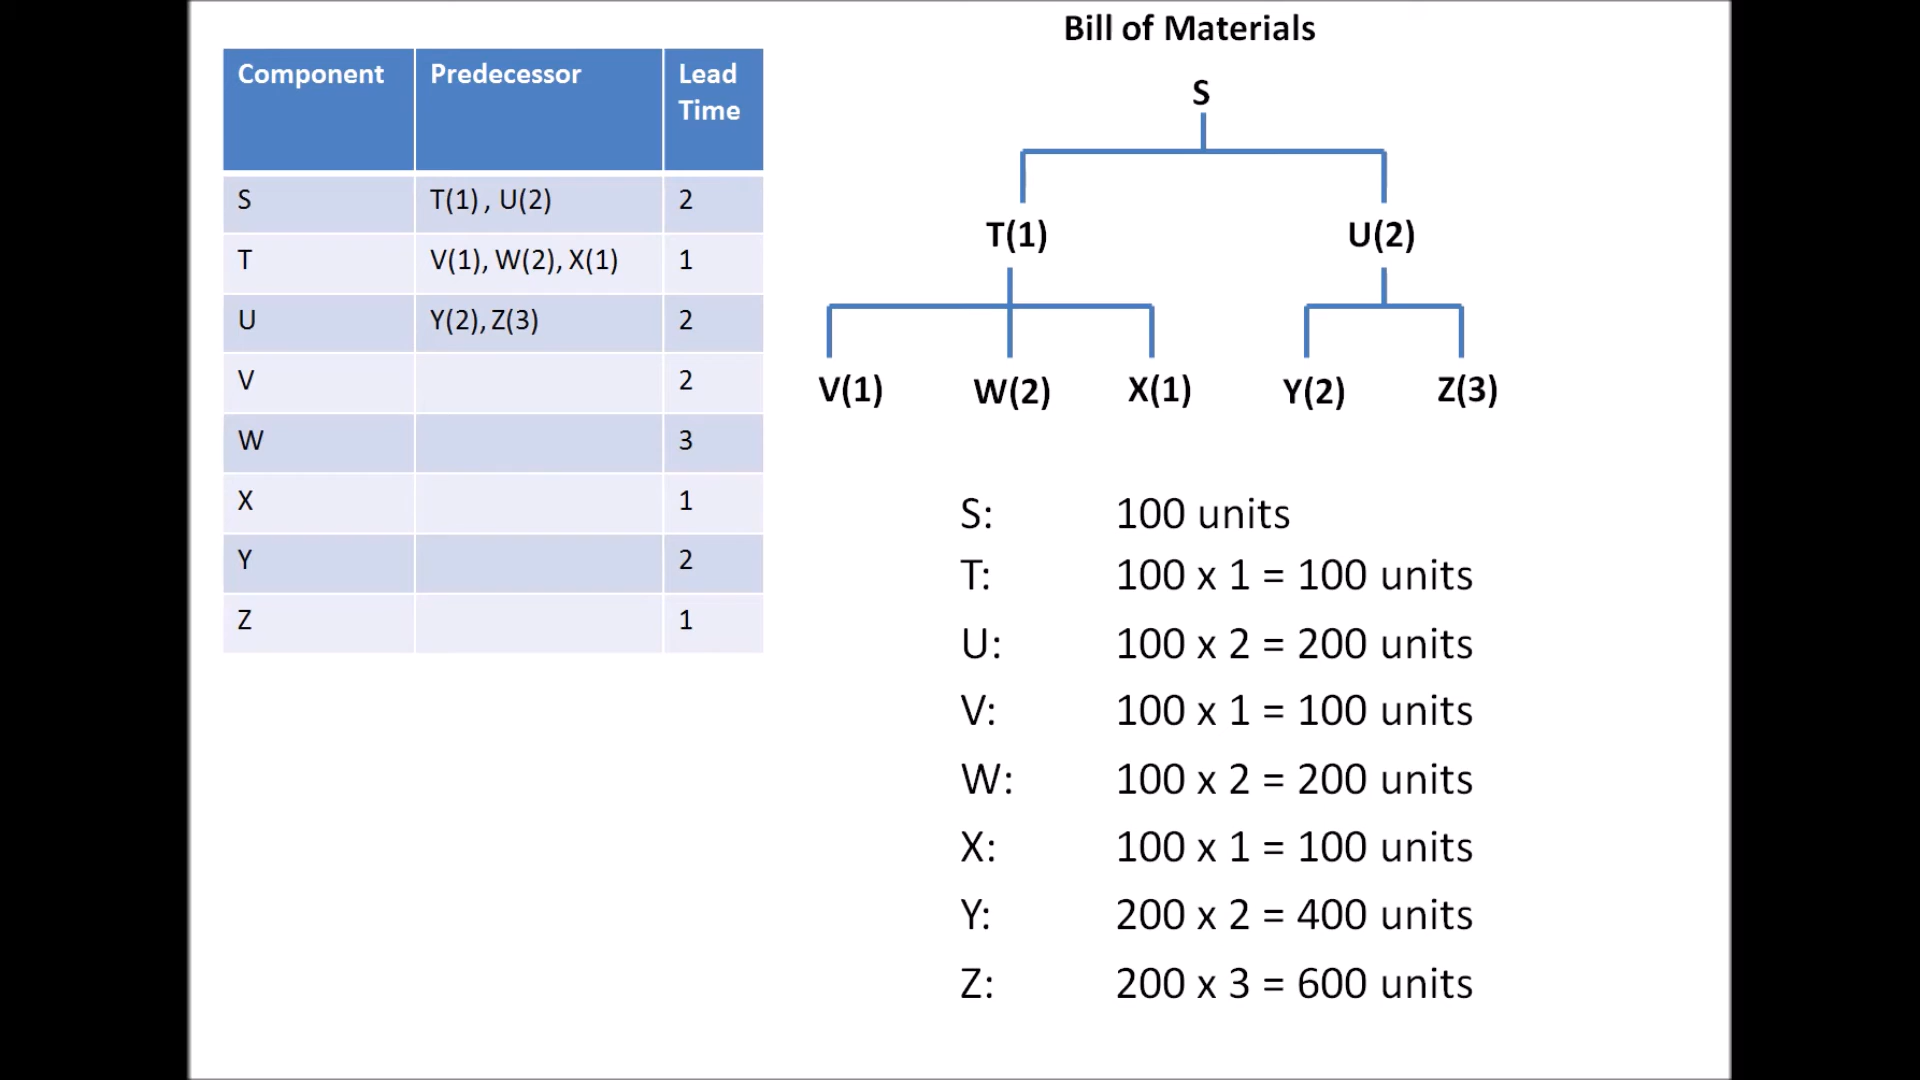 Component Predecessor Lead Time
S T(1) , U(2) 2
T V(1), W(2), X(1) 1
U Y(2), Z(3) 2
V 2
W 3
X 1
Y 2
Z 1
Bill of Materials
S
T(1) U(2)
V(1) W(2) X(1) Y(2) Z(3)
S: 100 units
T: 100 x 1 = 100 units
U: 100 x 2 = 200 units
V: 100 x 1 = 100 units
W: 100 x 2 = 200 units
X: 100 x 1 = 100 units
Y: 200 x 2 = 400 units
Z: 200 x 3 = 600 units